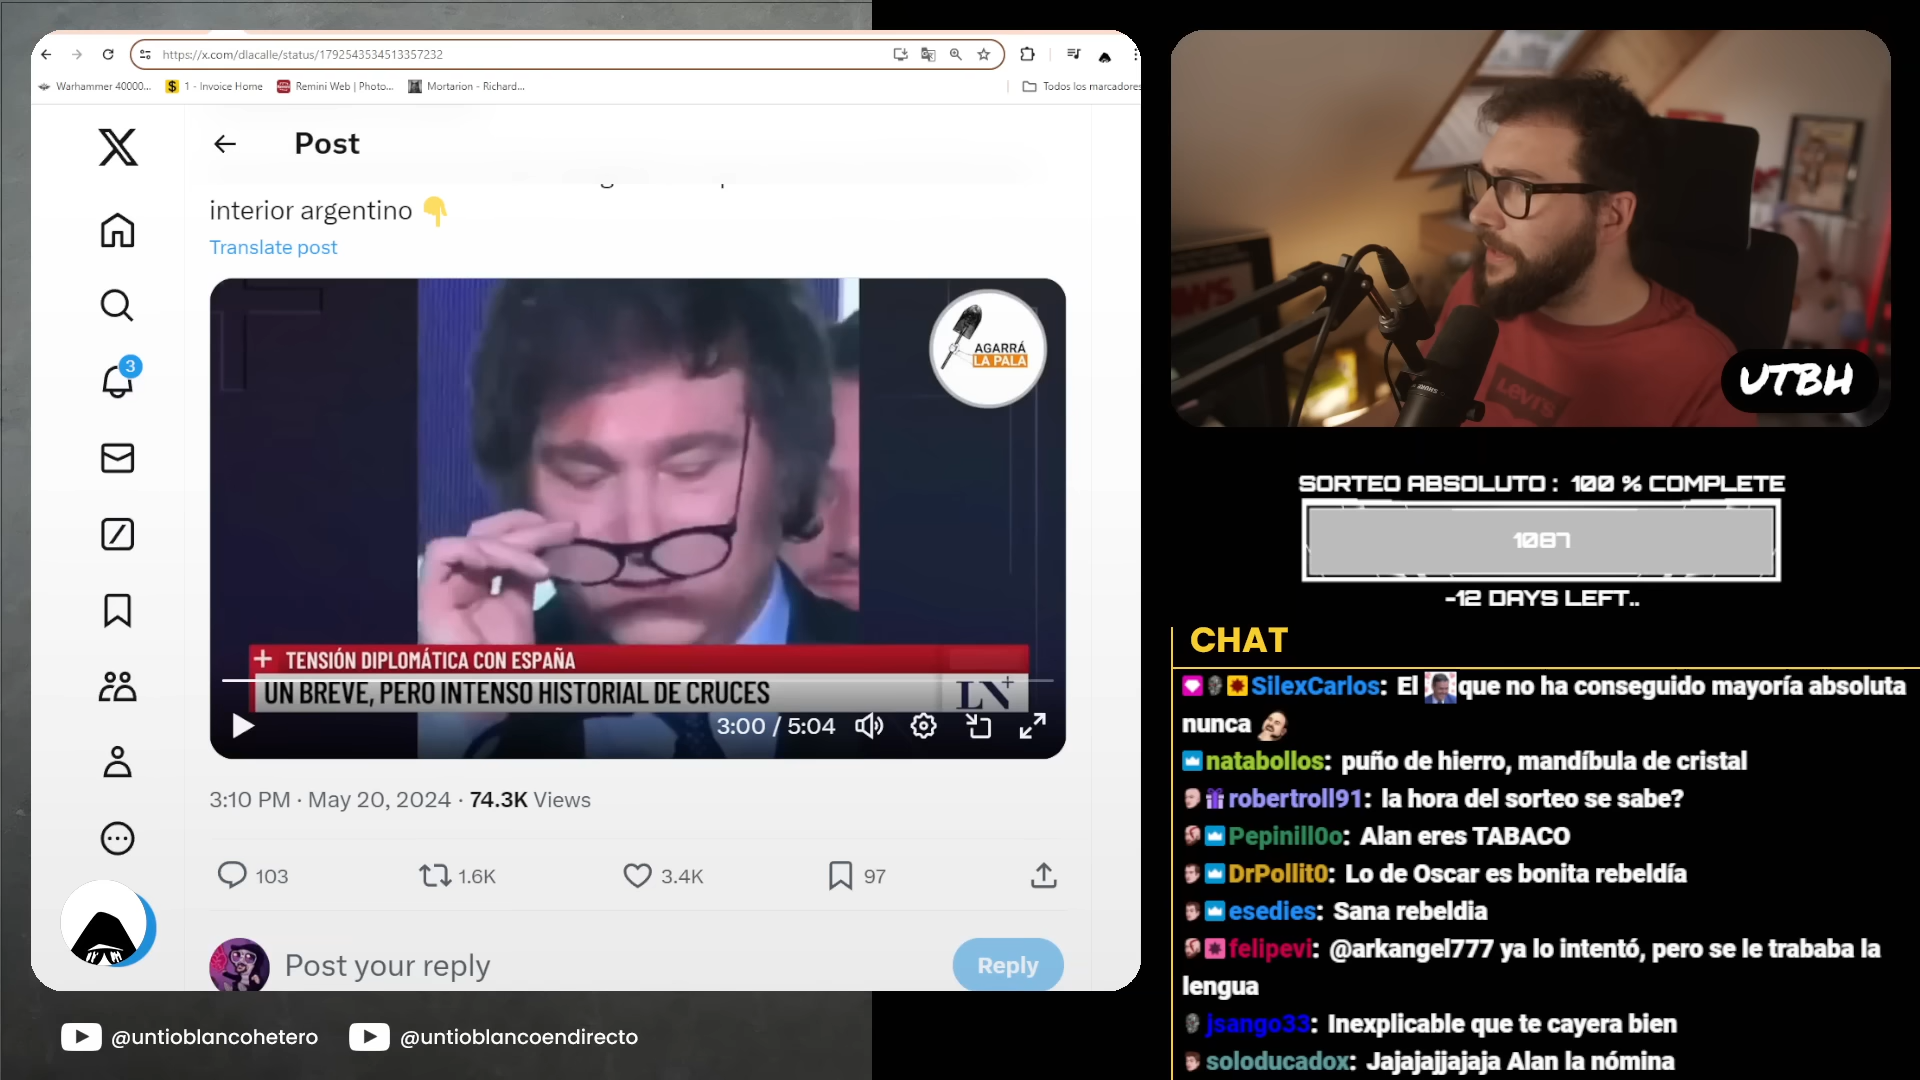 https://x.com/dlacalle/status/1792543534513357232
Warhammer 40000...
1 - Invoice Home
Remini Web | Photo...
Mortarion - Richard...
Todos los marcadores
Post
interior argentino
Translate post
3
AGARRÁ
LA PALA
+ TENSIÓN DIPLOMÁTICA CON ESPAÑA
UN BREVE, PERO INTENSO HISTORIAL DE CRUCES
LN+
3:00 / 5:04
3:10 PM · May 20, 2024 · 74.3K Views
103
1.6K
3.4K
97
Post your reply
Reply
@untioblancohetero
@untioblancoendirecto
Levi's
UTBH
SORTEO ABSOLUTO : 100 % COMPLETE
1087
-12 DAYS LEFT..
CHAT
SilexCarlos: El que no ha conseguido mayoría absoluta
nunca
natabollos: puño de hierro, mandíbula de cristal
robertroll91: la hora del sorteo se sabe?
Pepinill0o: Alan eres TABACO
DrPollit0: Lo de Oscar es bonita rebeldía
esedies: Sana rebeldia
felipevi: @arkangel777 ya lo intentó, pero se le trababa la
lengua
jsango33: Inexplicable que te cayera bien
soloducadox: Jajajajjajaja Alan la nómina